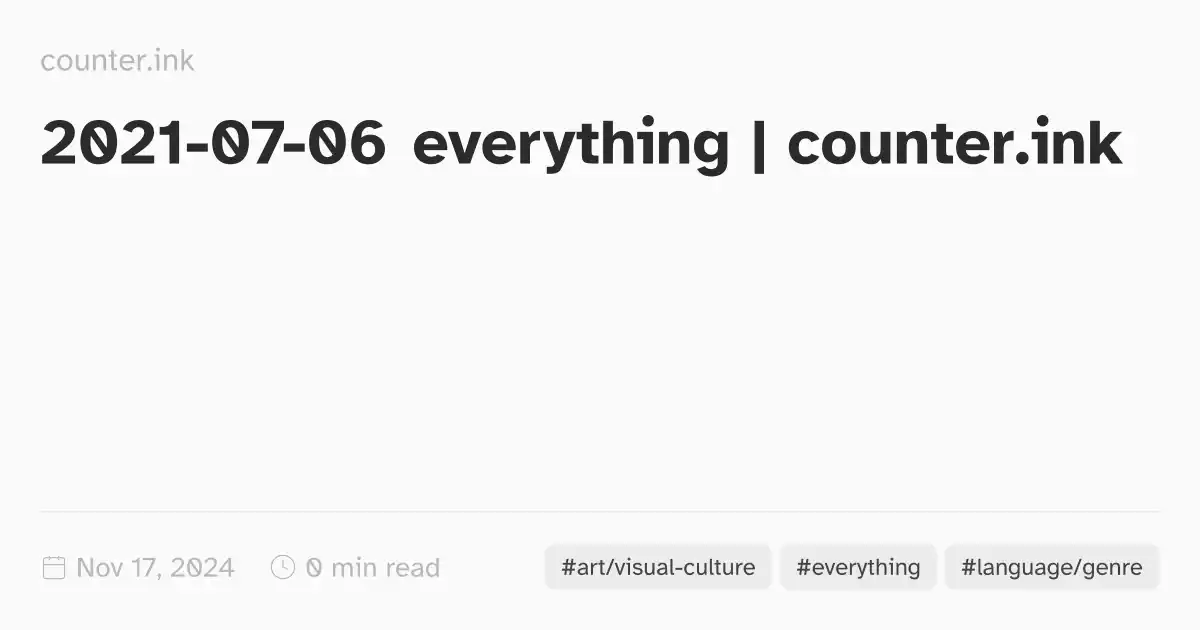 counter.ink
2021-07-06 everything | counter.ink
Nov 17, 2024 0 min read #art/visual-culture #everything #language/genre